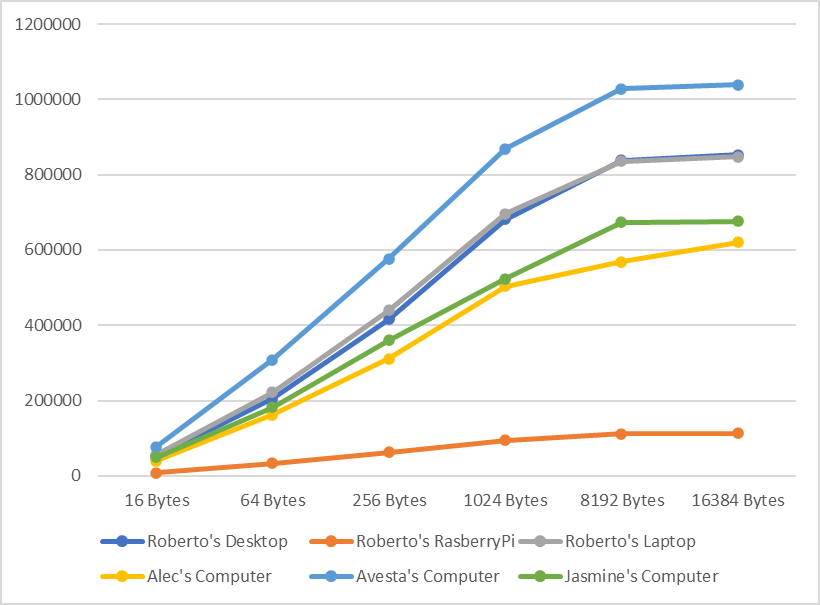 1200000
1000000
800000
600000
400000
200000
0
16 Bytes 64 Bytes 256 Bytes 1024 Bytes 8192 Bytes 16384 Bytes
Roberto's Desktop Roberto's RasberryPi Roberto's Laptop
Alec's Computer Avesta's Computer Jasmine's Computer